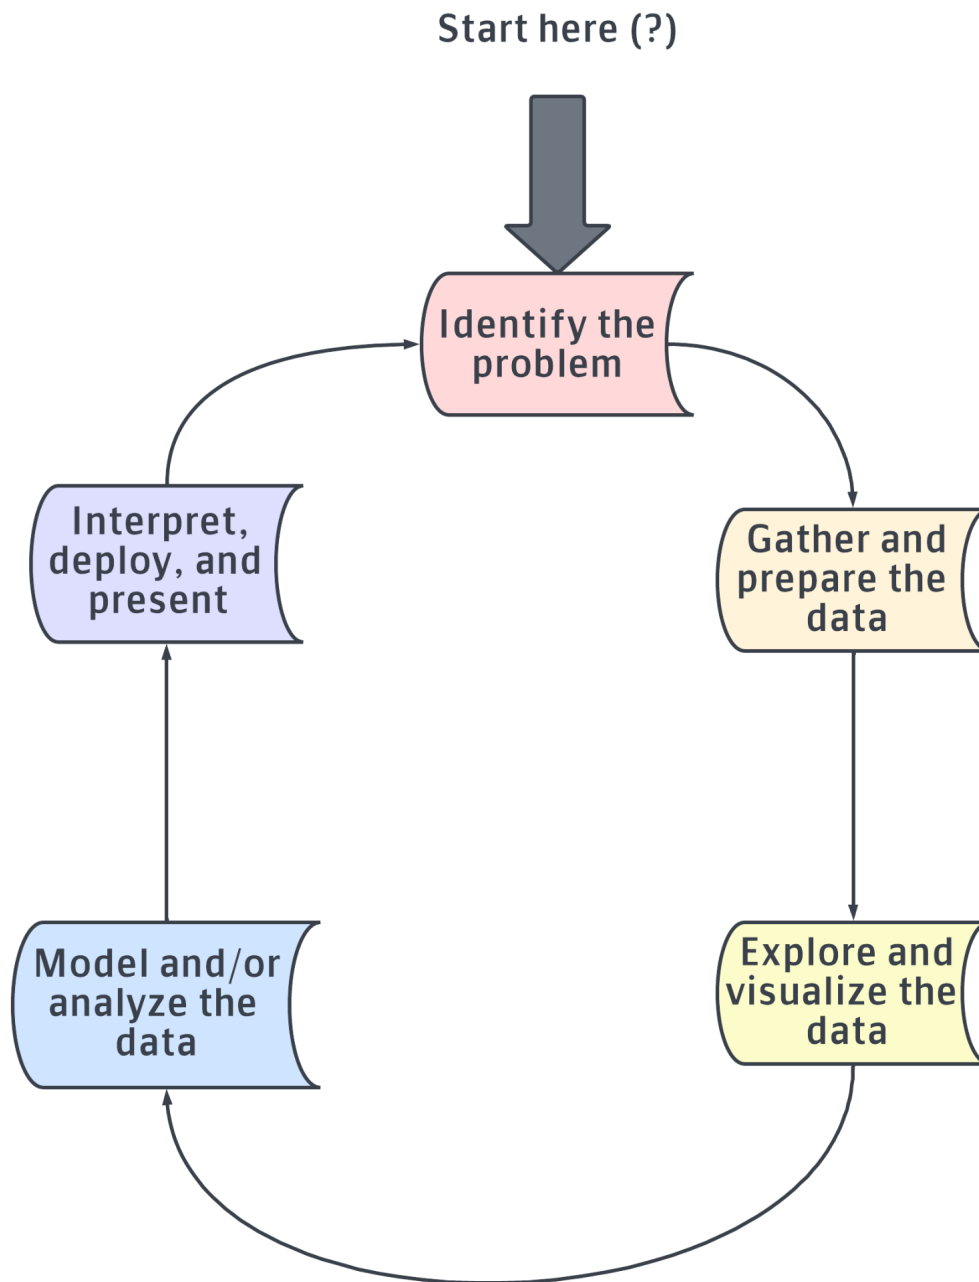 Start here (?)
Identify the
problem
Gather and
prepare the
data
Explore and
visualize the
data
Model and/or
analyze the
data
Interpret,
deploy, and
present